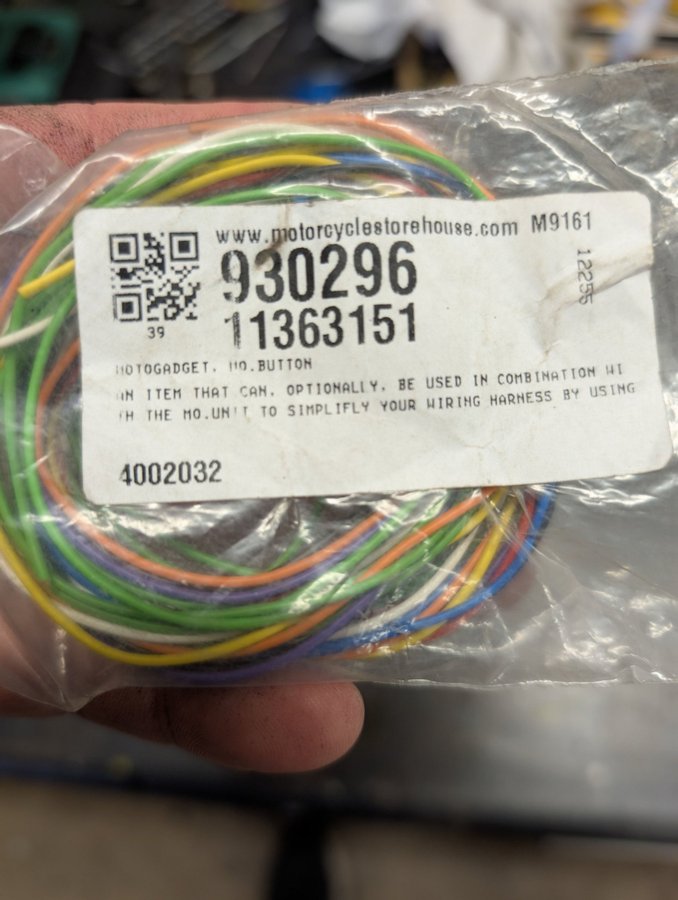 www.motorcyclestorehouse.com M9161
930296
12255
11363151
39
MOTOGADGET, MO.BUTTON
AN ITEM THAT CAN, OPTIONALLY, BE USED IN COMBINATION WI
TH THE MO.UNIT TO SIMPLIFLY YOUR WIRING HARNESS BY USING
4002032